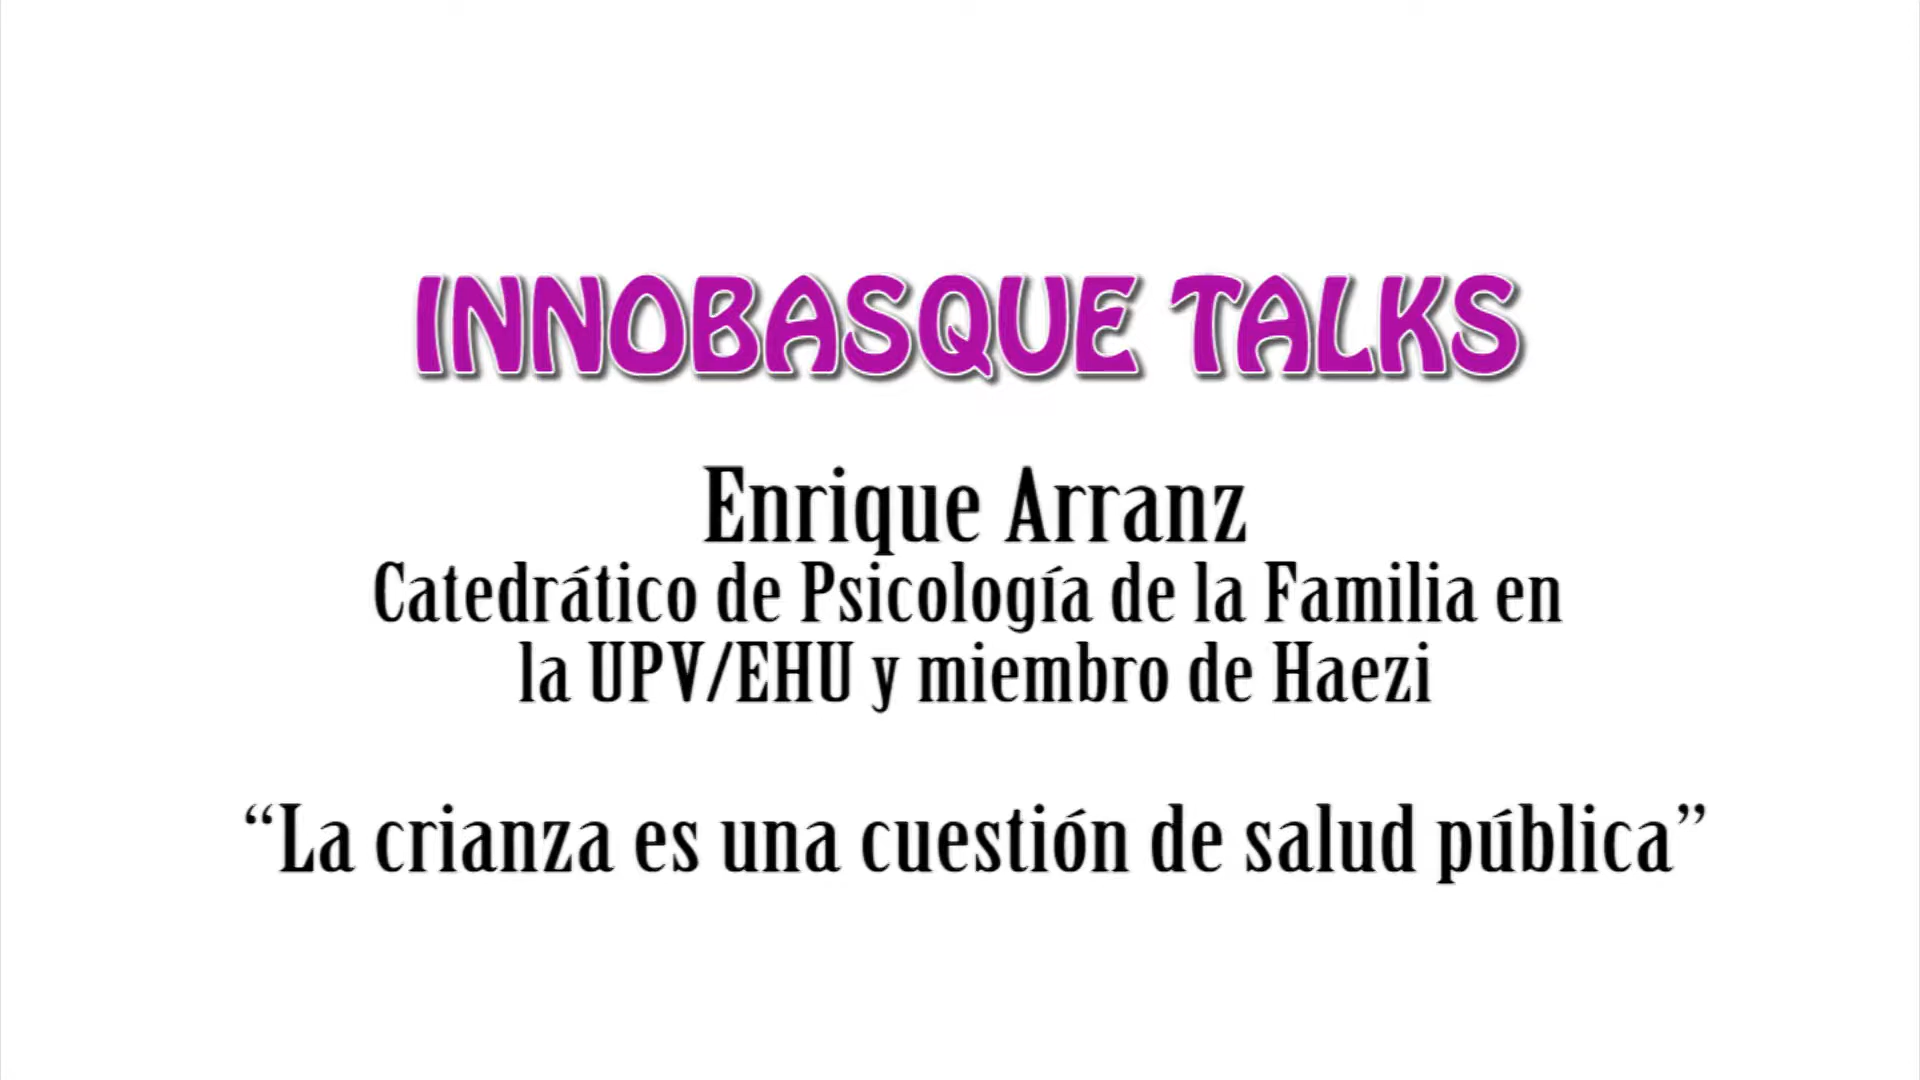 INNOBASQUE TALKS
Enrique Arranz
Catedrático de Psicología de la Familia en
la UPV/EHU y miembro de Haezi
“La crianza es una cuestión de salud pública”